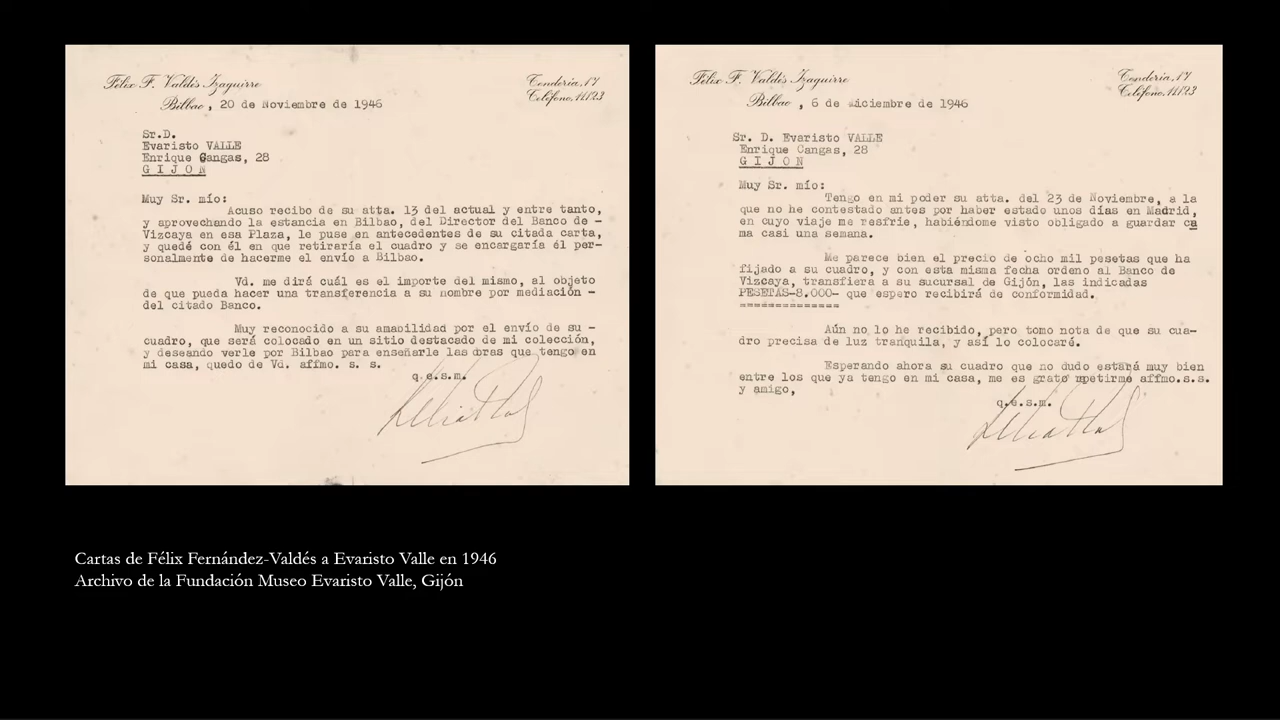 Félix F. Valdés Yzaguirre
Tendería, 17
Teléfono, 11123
Bilbao, 20 de Noviembre de 1946
Sr.D.
Evaristo VALLE
Enrique Cangas, 28
G I J O N
Muy Sr. mío:
Acuso recibo de su atta. 13 del actual y entre tanto,
y aprovechando la estancia en Bilbao, del Director del Banco de -
Vizcaya en esa Plaza, le puse en antecedentes de su citada carta,
y quedé con él en que retiraría el cuadro y se encargaría él per-
sonalmente de hacerme el envío a Bilbao.
Vd. me dirá cuál es el importe del mismo, al objeto
de que pueda hacer una transferencia a su nombre por mediación -
del citado Banco.
Muy reconocido a su amabilidad por el envío de su -
cuadro, que será colocado en un sitio destacado de mi colección,
y deseando verle por Bilbao para enseñarle las obras que tengo en
mi casa, quedo de Vd. affmo. s. s.
q.e.s.m.
Félix F. Valdés Yzaguirre
Tendería, 17
Teléfono, 11123
Bilbao, 6 de diciembre de 1946
Sr. D. Evaristo VALLE
Enrique Cangas, 28
G I J O N
Muy Sr. mío:
Tengo en mi poder su atta. del 23 de Noviembre, a la
que no he contestado antes por haber estado unos días en Madrid,
en cuyo viaje me resfrie, habiéndome visto obligado a guardar ca
ma casi una semana.
Me parece bien el precio de ocho mil pesetas que ha
fijado a su cuadro, y con esta misma fecha ordeno al Banco de
Vizcaya, transfiera a su sucursal de Gijón, las indicadas
PESETAS-8.000- que espero recibirá de conformidad.
==============
Aún no lo he recibido, pero tomo nota de que su cua-
dro precisa de luz tranquila, y así lo colocaré.
Esperando ahora su cuadro que no dudo estará muy bien
entre los que ya tengo en mi casa, me es grato repetirme affmo.s.s.
y amigo,
q.e.s.m.
Cartas de Félix Fernández-Valdés a Evaristo Valle en 1946
Archivo de la Fundación Museo Evaristo Valle, Gijón